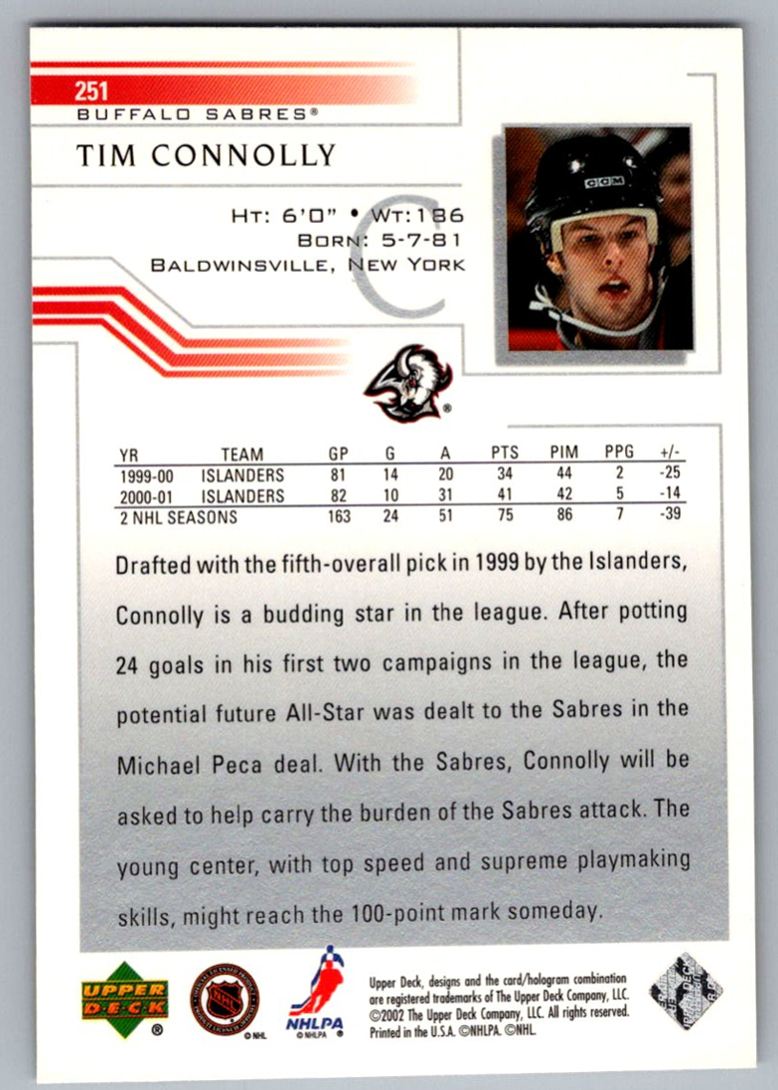 251
BUFFALO SABRES®
TIM CONNOLLY
C
HT: 6'0" • WT:186
BORN: 5-7-81
BALDWINSVILLE, NEW YORK
CCM
®
YR TEAM GP G A PTS PIM PPG +/-
1999-00 ISLANDERS 81 14 20 34 44 2 -25
2000-01 ISLANDERS 82 10 31 41 42 5 -14
2 NHL SEASONS 163 24 51 75 86 7 -39
Drafted with the fifth-overall pick in 1999 by the Islanders,
Connolly is a budding star in the league. After potting
24 goals in his first two campaigns in the league, the
potential future All-Star was dealt to the Sabres in the
Michael Peca deal. With the Sabres, Connolly will be
asked to help carry the burden of the Sabres attack. The
young center, with top speed and supreme playmaking
skills, might reach the 100-point mark someday.
UPPER
DECK
®
NHL
© NHL
NHLPA
© NHLPA ®
Upper Deck, designs and the card/hologram combination
are registered trademarks of The Upper Deck Company, LLC.
©2002 The Upper Deck Company, LLC. All rights reserved.
Printed in the U.S.A. ©NHLPA. ©NHL.